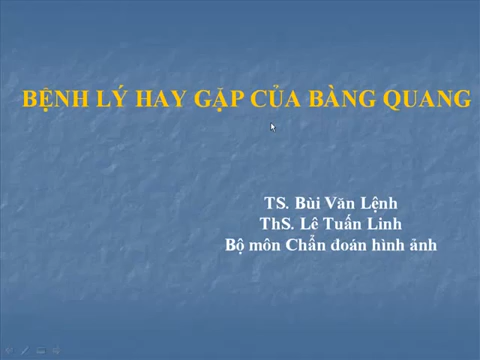 BỆNH LÝ HAY GẶP CỦA BÀNG QUANG
TS. Bùi Văn Lệnh
ThS. Lê Tuấn Linh
Bộ môn Chẩn đoán hình ảnh